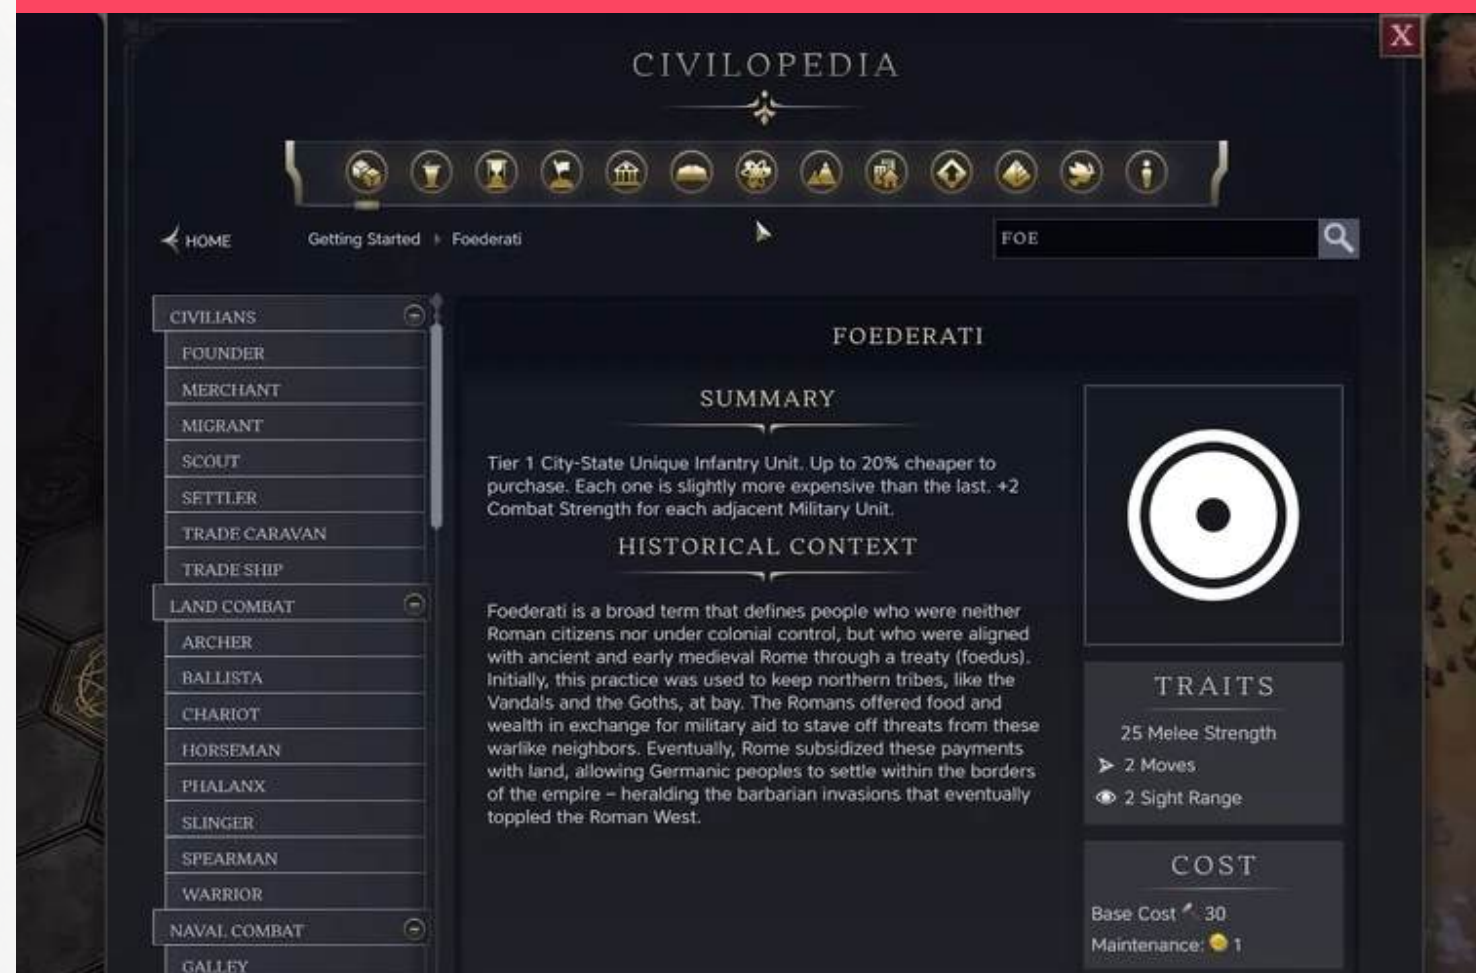 X
CIVILOPEDIA
HOME
Getting Started
Foederati
FOE
CIVILIANS
FOUNDER
MERCHANT
MIGRANT
SCOUT
SETTLER
TRADE CARAVAN
TRADE SHIP
LAND COMBAT
ARCHER
BALLISTA
CHARIOT
HORSEMAN
PHALANX
SLINGER
SPEARMAN
WARRIOR
NAVAL COMBAT
GALLEY
FOEDERATI
SUMMARY
Tier 1 City-State Unique Infantry Unit. Up to 20% cheaper to
purchase. Each one is slightly more expensive than the last. +2
Combat Strength for each adjacent Military Unit.
HISTORICAL CONTEXT
Foederati is a broad term that defines people who were neither
Roman citizens nor under colonial control, but who were aligned
with ancient and early medieval Rome through a treaty (foedus).
Initially, this practice was used to keep northern tribes, like the
Vandals and the Goths, at bay. The Romans offered food and
wealth in exchange for military aid to stave off threats from these
warlike neighbors. Eventually, Rome subsidized these payments
with land, allowing Germanic peoples to settle within the borders
of the empire – heralding the barbarian invasions that eventually
toppled the Roman West.
TRAITS
25 Melee Strength
2 Moves
2 Sight Range
COST
Base Cost 30
Maintenance: 1